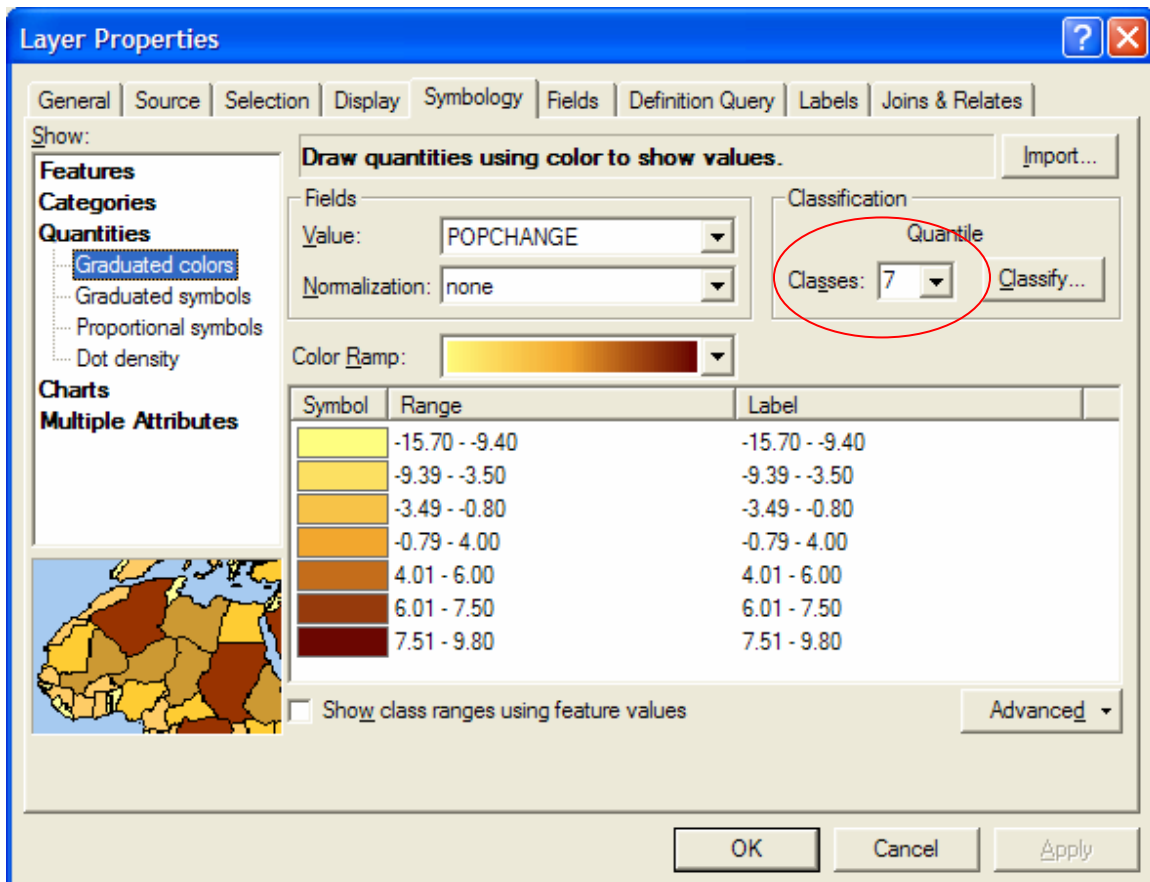 Layer Properties
General Source Selection Display Symbology Fields Definition Query Labels Joins & Relates
Show:
Features
Categories
Quantities
Graduated colors
Graduated symbols
Proportional symbols
Dot density
Charts
Multiple Attributes
Draw quantities using color to show values.
Import...
Fields
Value: POPCHANGE
Normalization: none
Classification
Quantile
Classes: 7 Classify...
Color Ramp:
Symbol Range Label
-15.70 - -9.40 -15.70 - -9.40
-9.39 - -3.50 -9.39 - -3.50
-3.49 - -0.80 -3.49 - -0.80
-0.79 - 4.00 -0.79 - 4.00
4.01 - 6.00 4.01 - 6.00
6.01 - 7.50 6.01 - 7.50
7.51 - 9.80 7.51 - 9.80
Show class ranges using feature values
Advanced
OK Cancel Apply